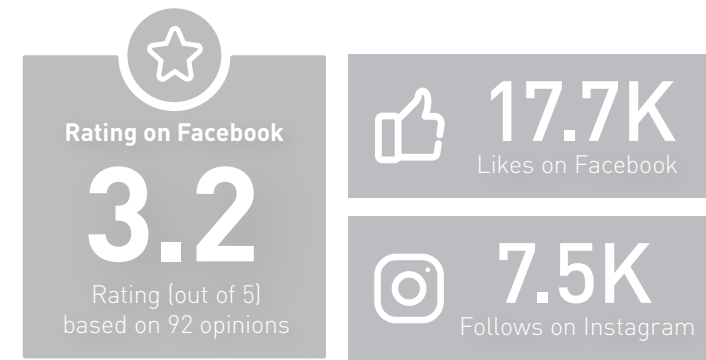 Rating on Facebook
3.2
Rating (out of 5)
based on 92 opinions
17.7K
Likes on Facebook
7.5K
Follows on Instagram